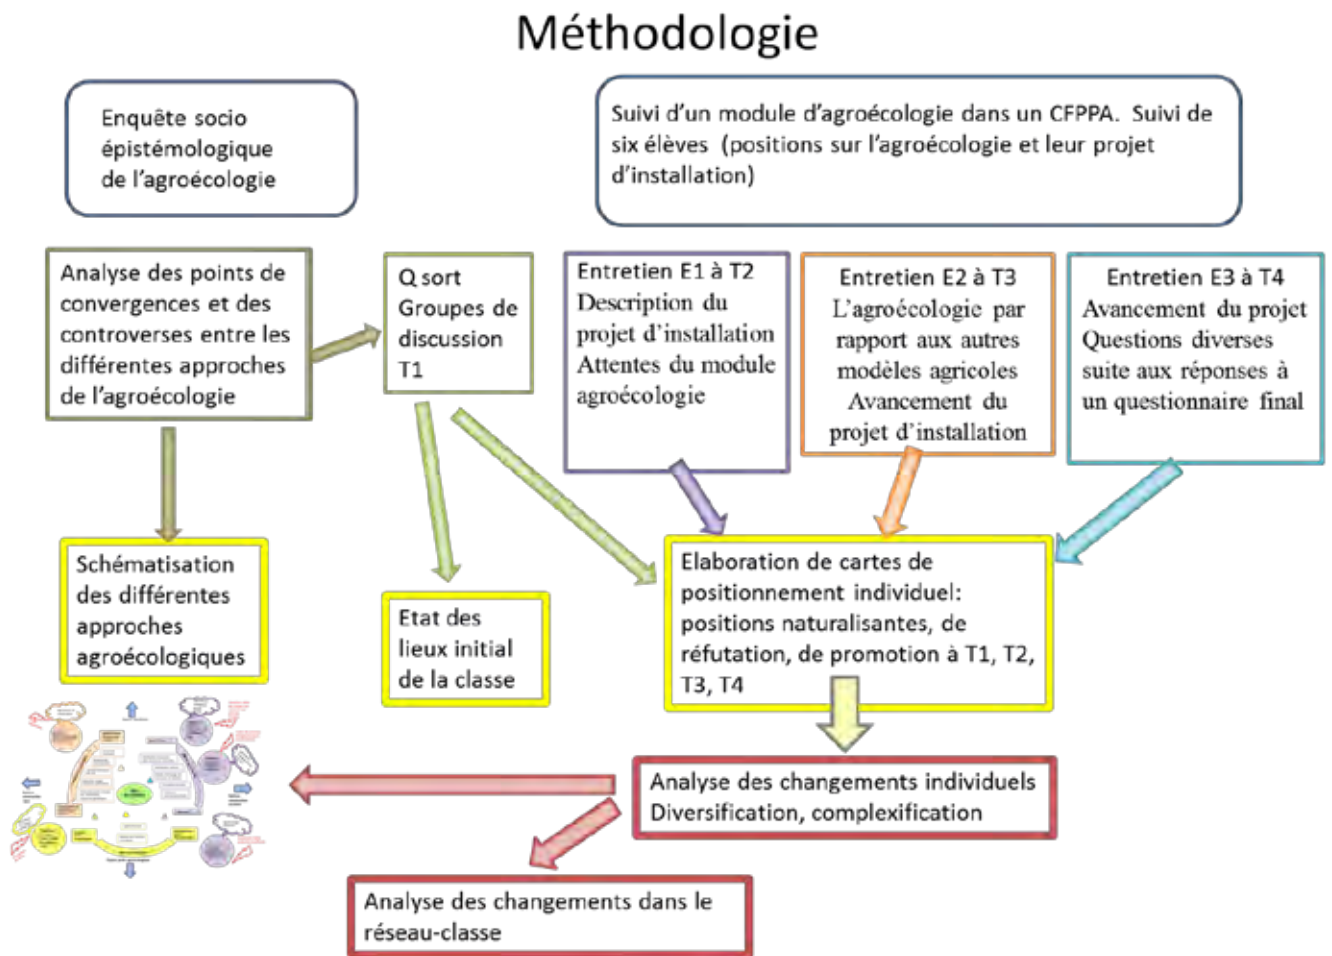 Méthodologie
Enquête socio
épistémologique
de l'agroécologie
Suivi d'un module d'agroécologie dans un CFPPA. Suivi de
six élèves (positions sur l'agroécologie et leur projet
d'installation)
Analyse des points de
convergences et des
controverses entre les
différentes approches
de l'agroécologie
Q sort
Groupes de
discussion
T1
Entretien E1 à T2
Description du
projet d'installation
Attentes du module
agroécologie
Entretien E2 à T3
L'agroécologie par
rapport aux autres
modèles agricoles
Avancement du
projet d'installation
Entretien E3 à T4
Avancement du projet
Questions diverses
suite aux réponses à
un questionnaire final
Schématisation
des différentes
approches
agroécologiques
Etat des
lieux initial
de la classe
Elaboration de cartes de
positionnement individuel:
positions naturalisantes, de
réfutation, de promotion à T1, T2,
T3, T4
Analyse des changements individuels
Diversification, complexification
Analyse des changements dans le
réseau-classe